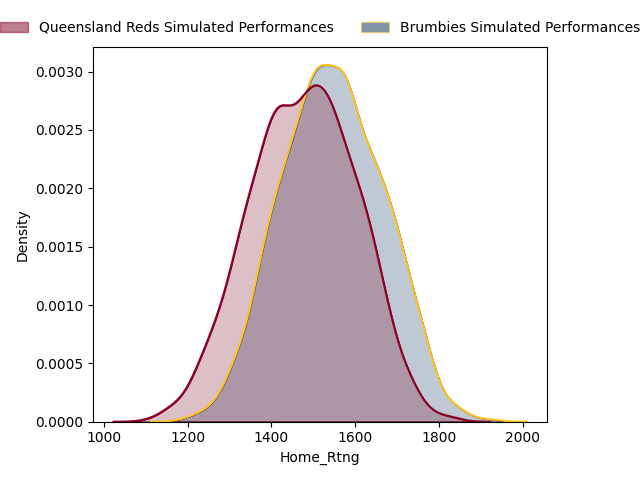 Queensland Reds Simulated Performances Brumbies Simulated Performances
0.0030
0.0025
0.0020
0.0015
0.0010
0.0005
0.0000
Density
1000 1200 1400 1600 1800 2000
Home_Rtng